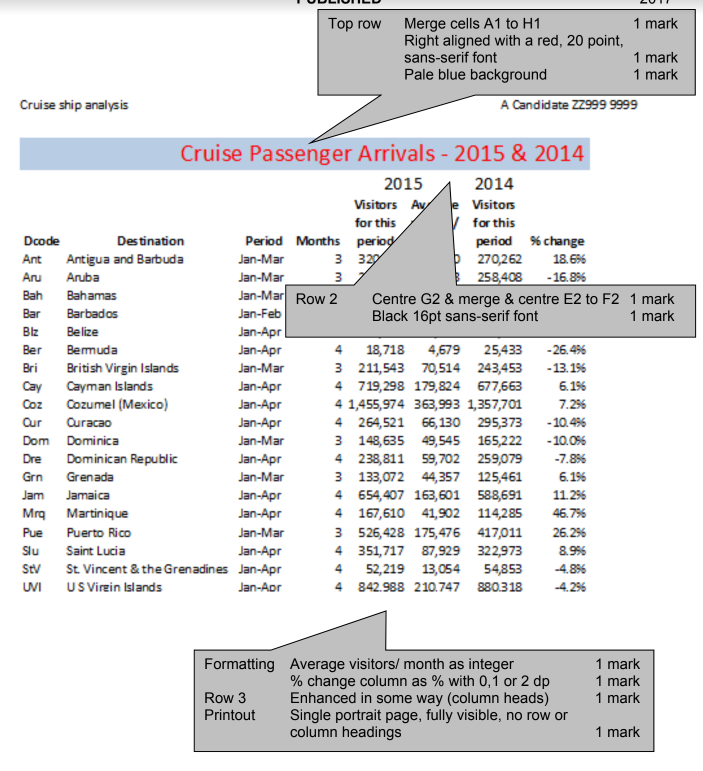 PUBLISHED 2017
Top row Merge cells A1 to H1 1 mark
Right aligned with a red, 20 point,
sans-serif font 1 mark
Pale blue background 1 mark
Cruise ship analysis A Candidate ZZ999 9999
Cruise Passenger Arrivals - 2015 & 2014
2015 2014
Visitors Visitors
for this for this
period period
Dcode Destination Period Months % change
Ant Antigua and Barbuda Jan-Mar 3 270,262 18.6%
Aru Aruba Jan-Mar 3 258,408 -16.8%
Bah Bahamas Jan-Mar
Bar Barbados Jan-Feb
Row 2 Centre G2 & merge & centre E2 to F2 1 mark
Black 16pt sans-serif font 1 mark
Blz Belize Jan-Apr
Ber Bermuda Jan-Apr 4 18,718 4,679 25,433 -26.4%
Bri British Virgin Islands Jan-Mar 3 211,543 70,514 243,453 -13.1%
Cay Cayman Islands Jan-Apr 4 719,298 179,824 677,663 6.1%
Coz Cozumel (Mexico) Jan-Apr 4 1,455,974 363,993 1,357,701 7.2%
Cur Curacao Jan-Apr 4 264,521 66,130 295,373 -10.4%
Dom Dominica Jan-Mar 3 148,635 49,545 165,222 -10.0%
Dre Dominican Republic Jan-Apr 4 238,811 59,702 259,079 -7.8%
Grn Grenada Jan-Mar 3 133,072 44,357 125,461 6.1%
Jam Jamaica Jan-Apr 4 654,407 163,601 588,691 11.2%
Mrq Martinique Jan-Apr 4 167,610 41,902 114,285 46.7%
Pue Puerto Rico Jan-Mar 3 526,428 175,476 417,011 26.2%
Slu Saint Lucia Jan-Apr 4 351,717 87,929 322,973 8.9%
StV St. Vincent & the Grenadines Jan-Apr 4 52,219 13,054 54,853 -4.8%
UVI U S Virgin Islands Jan-Apr 4 842,988 210,747 880,318 -4.2%
Formatting Average visitors/ month as integer 1 mark
% change column as % with 0,1 or 2 dp 1 mark
Row 3 Enhanced in some way (column heads) 1 mark
Printout Single portrait page, fully visible, no row or
column headings 1 mark